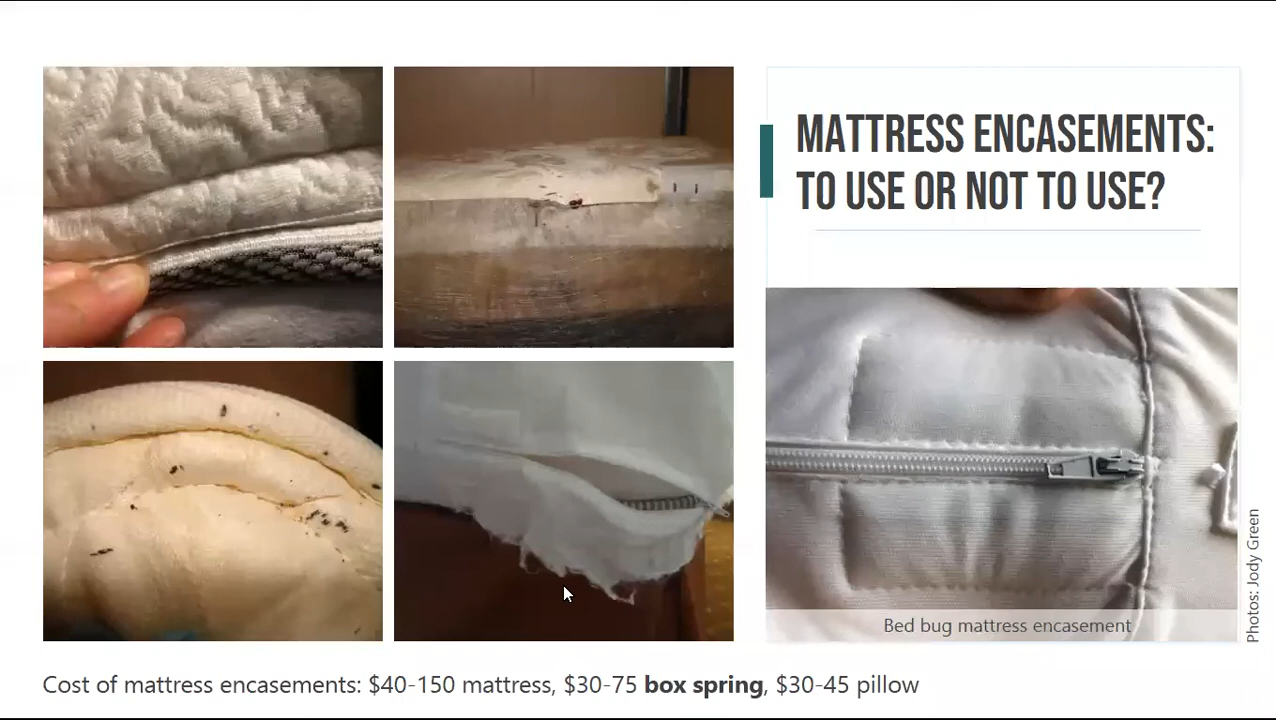 MATTRESS ENCASEMENTS:
TO USE OR NOT TO USE?
Bed bug mattress encasement
Photos: Jody Green
Cost of mattress encasements: $40-150 mattress, $30-75 box spring, $30-45 pillow